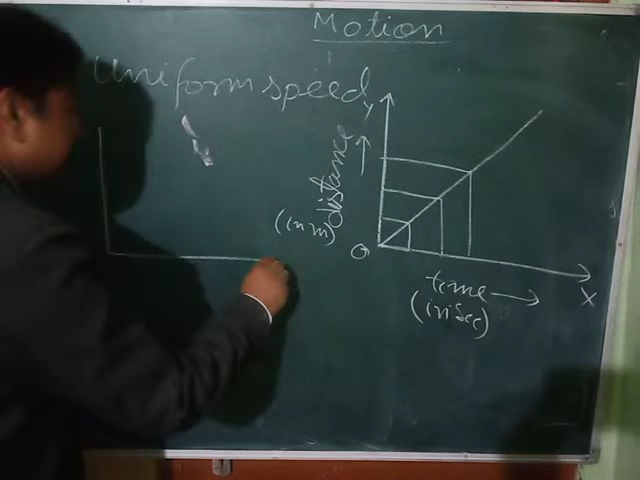 Motion
Uniform speed
Y
distance
(in m)
O
time
(in sec)
X